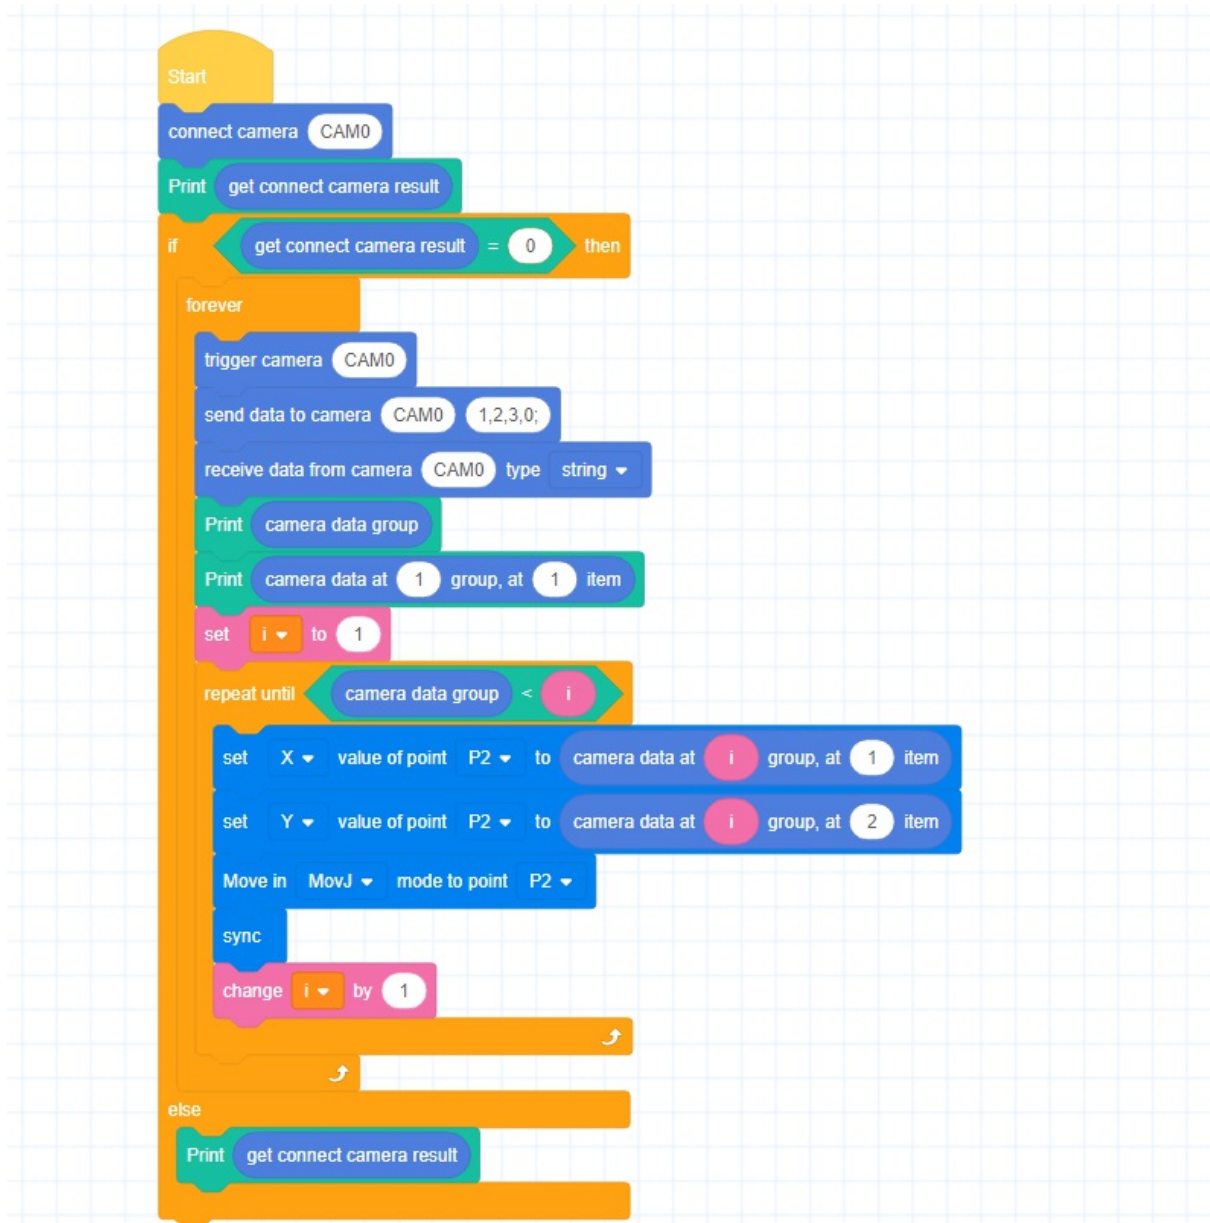 Start
connect camera CAM0
Print get connect camera result
if get connect camera result = 0 then
forever
trigger camera CAM0
send data to camera CAM0 1,2,3,0;
receive data from camera CAM0 type string
Print camera data group
Print camera data at 1 group, at 1 item
set i to 1
repeat until camera data group < i
set X value of point P2 to camera data at i group, at 1 item
set Y value of point P2 to camera data at i group, at 2 item
Move in MovJ mode to point P2
sync
change i by 1
else
Print get connect camera result